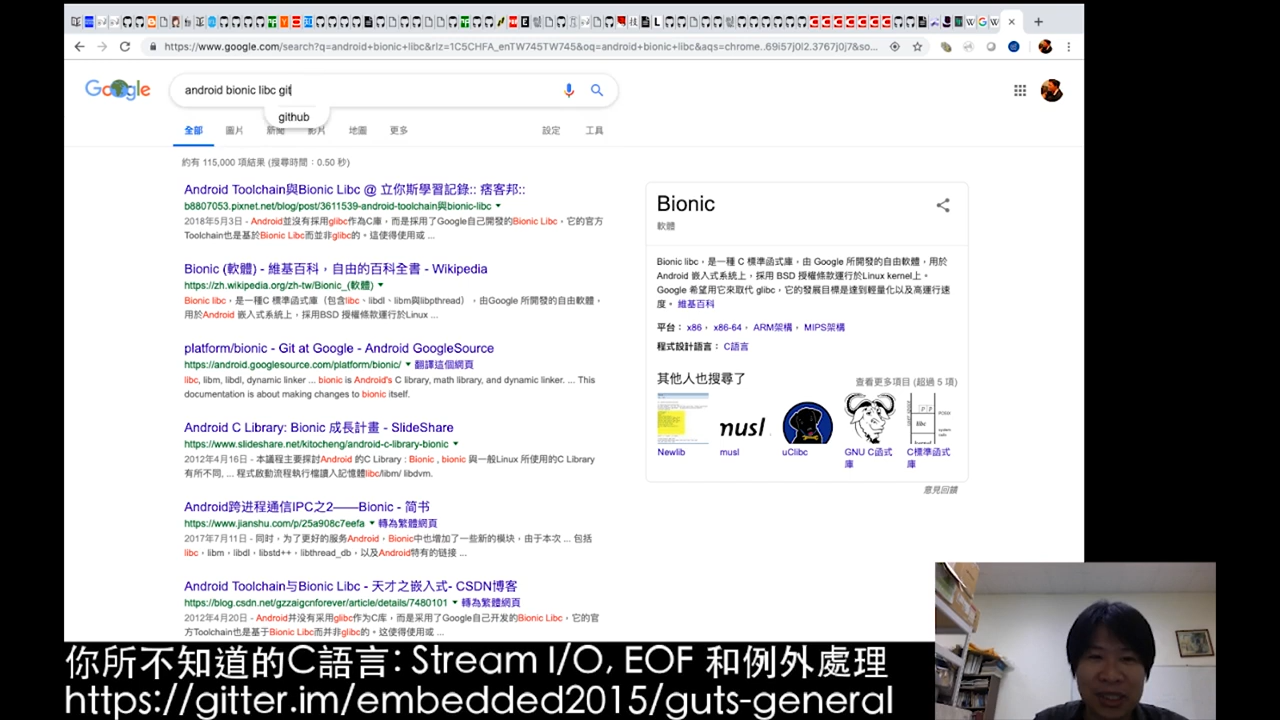 https://www.google.com/search?q=android+bionic+libc&rlz=1C5CHFA_enTW745TW745&oq=android+bionic+libc&aqs=chrome..69i57j0l2.3767j0j7&so...
Google
android bionic libc git
github
全部 圖片 新聞 影片 地圖 更多 設定 工具
約有 115,000 項結果 (搜尋時間：0.50 秒)
Android Toolchain與Bionic Libc @ 立你斯學習記錄:: 痞客邦::
b8807053.pixnet.net/blog/post/3611539-android-toolchain與bionic-libc
2018年5月3日 - Android並沒有採用glibc作為C庫，而是採用了Google自己開發的Bionic Libc，它的官方
Toolchain也是基於Bionic Libc而並非glibc的。這使得使用或 ...
Bionic (軟體) - 維基百科，自由的百科全書 - Wikipedia
https://zh.wikipedia.org/zh-tw/Bionic_(軟體)
Bionic libc，是一種C 標準函式庫（包含libc、libdl、libm與libpthread），由Google 所開發的自由軟體，
用於Android 嵌入式系統上，採用BSD 授權條款運行於Linux ...
platform/bionic - Git at Google - Android GoogleSource
https://android.googlesource.com/platform/bionic/ 翻譯這個網頁
libc, libm, libdl, dynamic linker ... bionic is Android's C library, math library, and dynamic linker. ... This
documentation is about making changes to bionic itself.
Android C Library: Bionic 成長計畫 - SlideShare
https://www.slideshare.net/kitocheng/android-c-library-bionic
2012年4月16日 - 本議程主要探討Android 的C Library : Bionic , bionic 與一般Linux 所使用的C Library
有所不同, ... 程式啟動流程執行檔讀入記憶體libc/libm/ libdvm.
Android跨进程通信IPC之2——Bionic - 简书
https://www.jianshu.com/p/25a908c7eefa 轉為繁體網頁
2017年7月11日 - 同时，为了更好的服务Android，Bionic中也增加了一些新的模块，由于本次 ... 包括
libc，libm，libdl，libstd++，libthread_db，以及Android特有的链接 ...
Android Toolchain与Bionic Libc - 天才之嵌入式- CSDN博客
https://blog.csdn.net/gzzaigcnforever/article/details/7480101 轉為繁體網頁
2012年4月20日 - Android并没有采用glibc作为C库，而是采用了Google自己开发的Bionic Libc，它的官
方Toolchain也是基于Bionic Libc而并非glibc的。这使得使用或 ...
Bionic
軟體
Bionic libc，是一種 C 標準函式庫，由 Google 所開發的自由軟體，用於
Android 嵌入式系統上，採用 BSD 授權條款運行於Linux kernel上。
Google 希望用它來取代 glibc，它的發展目標是達到輕量化以及高運行速
度。 維基百科
平台： x86， x86-64， ARM架構， MIPS架構
程式設計語言： C語言
其他人也搜尋了 查看更多項目 (超過 5 項)
musl
Newlib musl uClibc GNU C函式庫 C標準函式庫
意見回饋
你所不知道的C語言: Stream I/O, EOF 和例外處理
https://gitter.im/embedded2015/guts-general